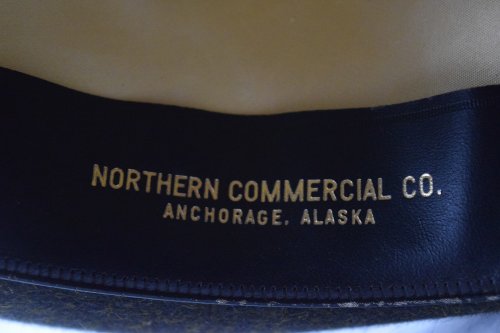 NORTHERN COMMERCIAL CO.
ANCHORAGE, ALASKA